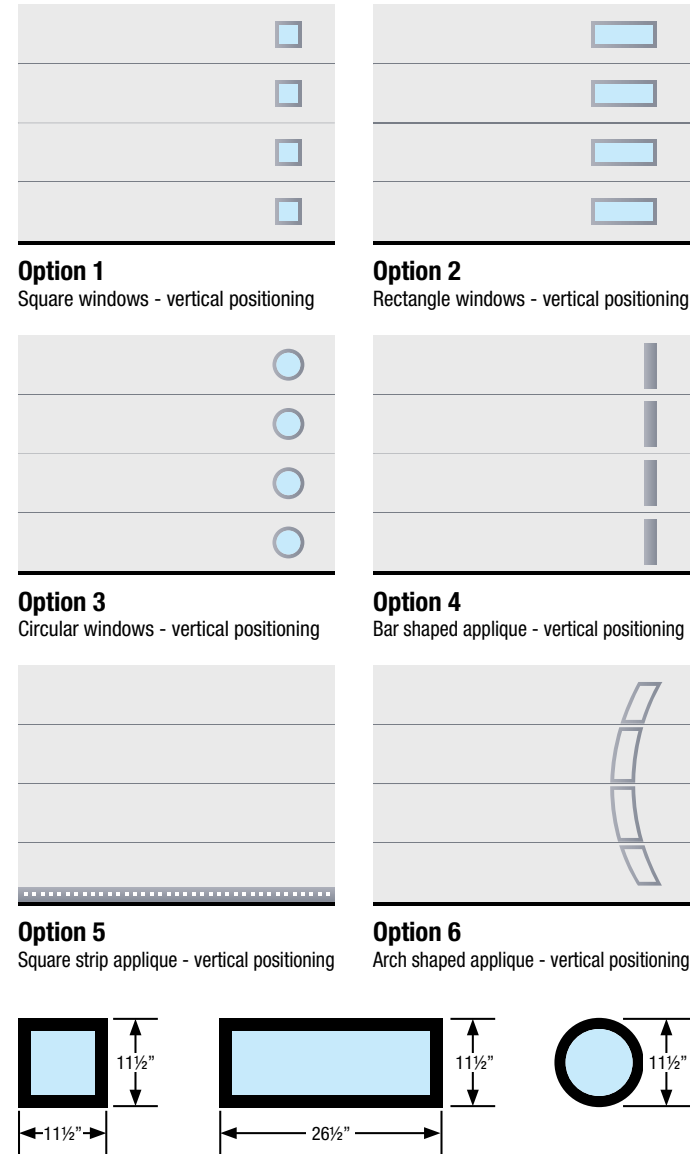 Option 1
Square windows - vertical positioning
Option 2
Rectangle windows - vertical positioning
Option 3
Circular windows - vertical positioning
Option 4
Bar shaped applique - vertical positioning
Option 5
Square strip applique - vertical positioning
Option 6
Arch shaped applique - vertical positioning
11½”
11½”
11½”
11½”
26½”